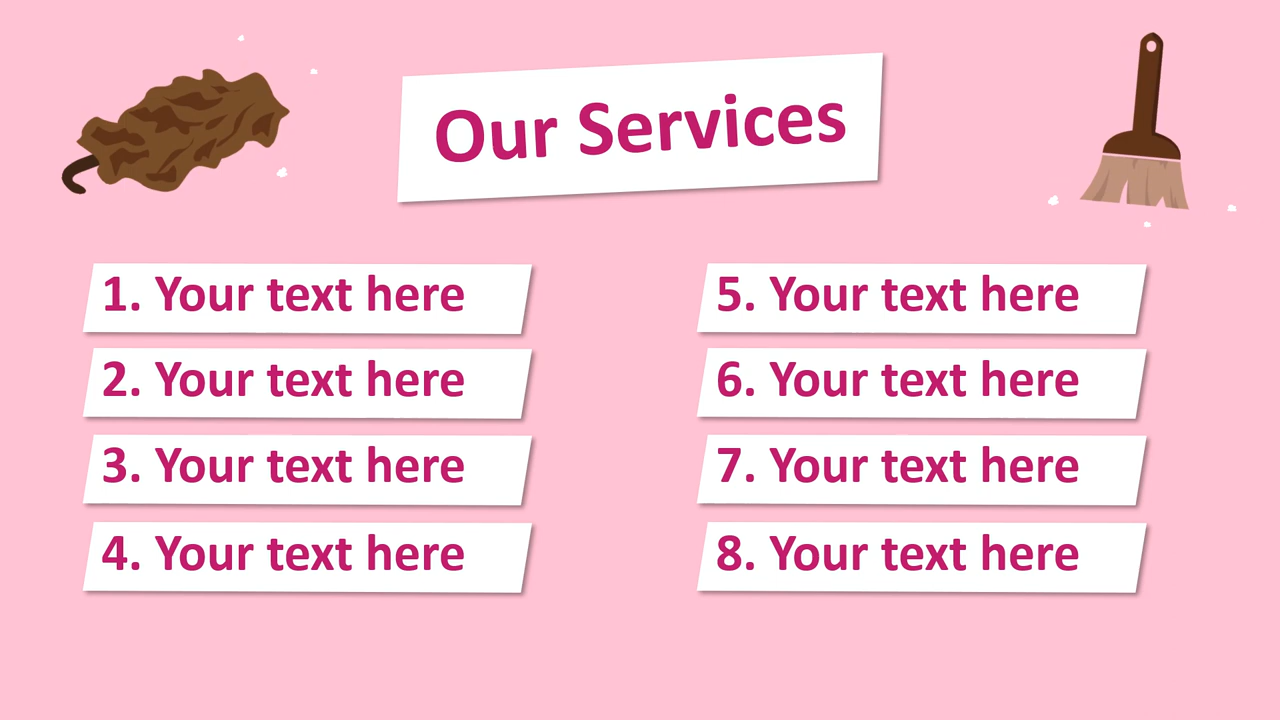 Our Services
1. Your text here
2. Your text here
3. Your text here
4. Your text here
5. Your text here
6. Your text here
7. Your text here
8. Your text here